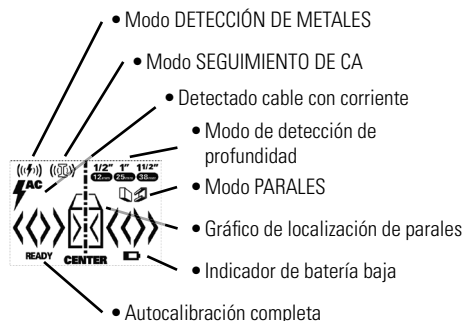 • Modo DETECCIÓN DE METALES
• Modo SEGUIMIENTO DE CA
• Detectado cable con corriente
• Modo de detección de
profundidad
• Modo PARALES
• Gráfico de localización de parales
• Indicador de batería baja
• Autocalibración completa
1/2" 1" 11/2"
12mm 25mm 38mm
AC
READY CENTER